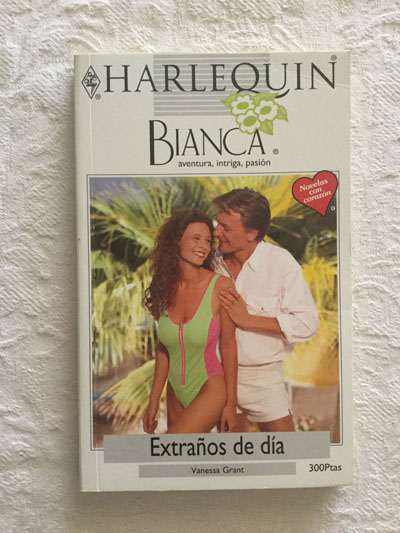 HARLEQUIN®
BIANCA®
aventura, intriga, pasión
Novelas
con
corazón
®
Extraños de día
Vanessa Grant
300Ptas